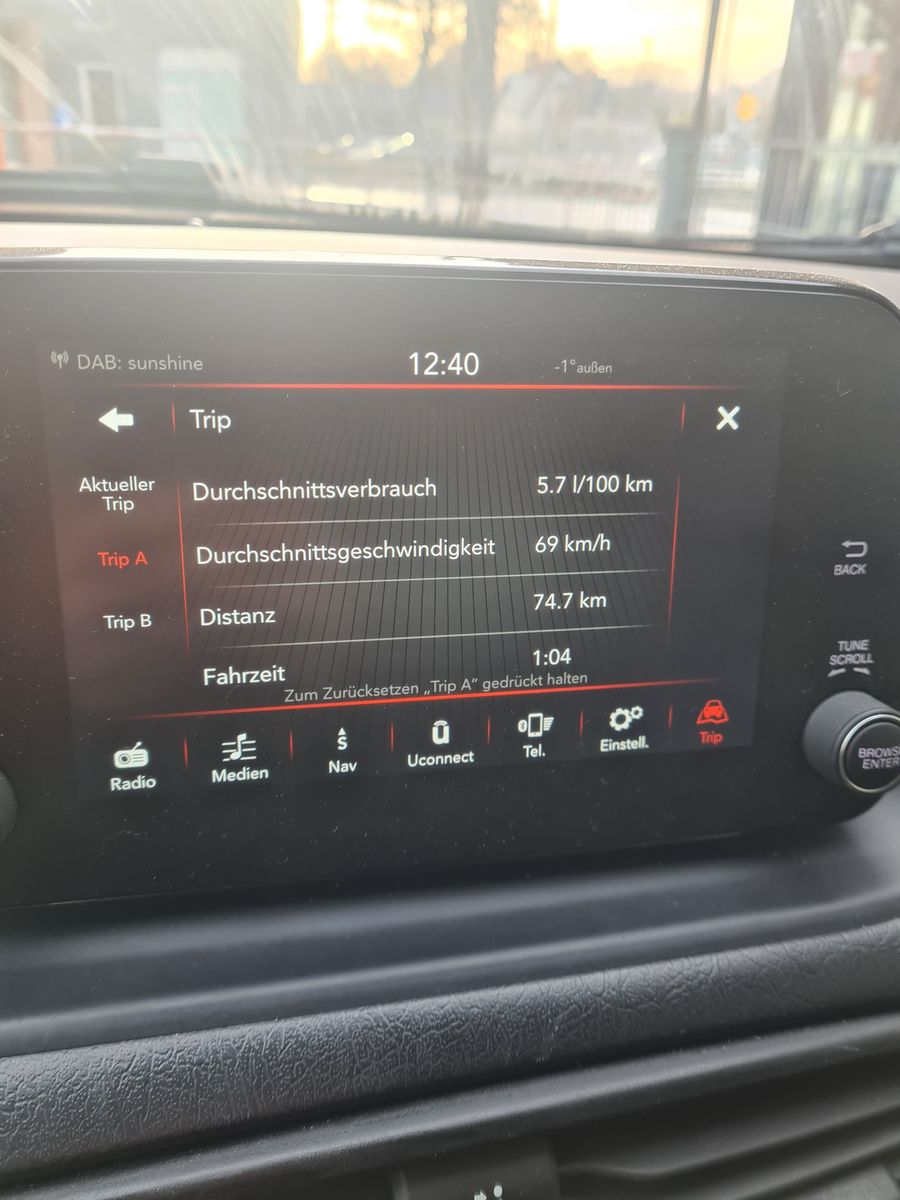 DAB: sunshine 12:40 -1°außen
Trip
Aktueller
Trip
Durchschnittsverbrauch 5.7 l/100 km
Trip A
Durchschnittsgeschwindigkeit 69 km/h
Trip B
Distanz 74.7 km
Fahrzeit 1:04
Zum Zurücksetzen „Trip A“ gedrückt halten
Radio Medien Nav Uconnect Tel. Einstell. Trip
BACK
TUNE
SCROLL
BROWSE
ENTER